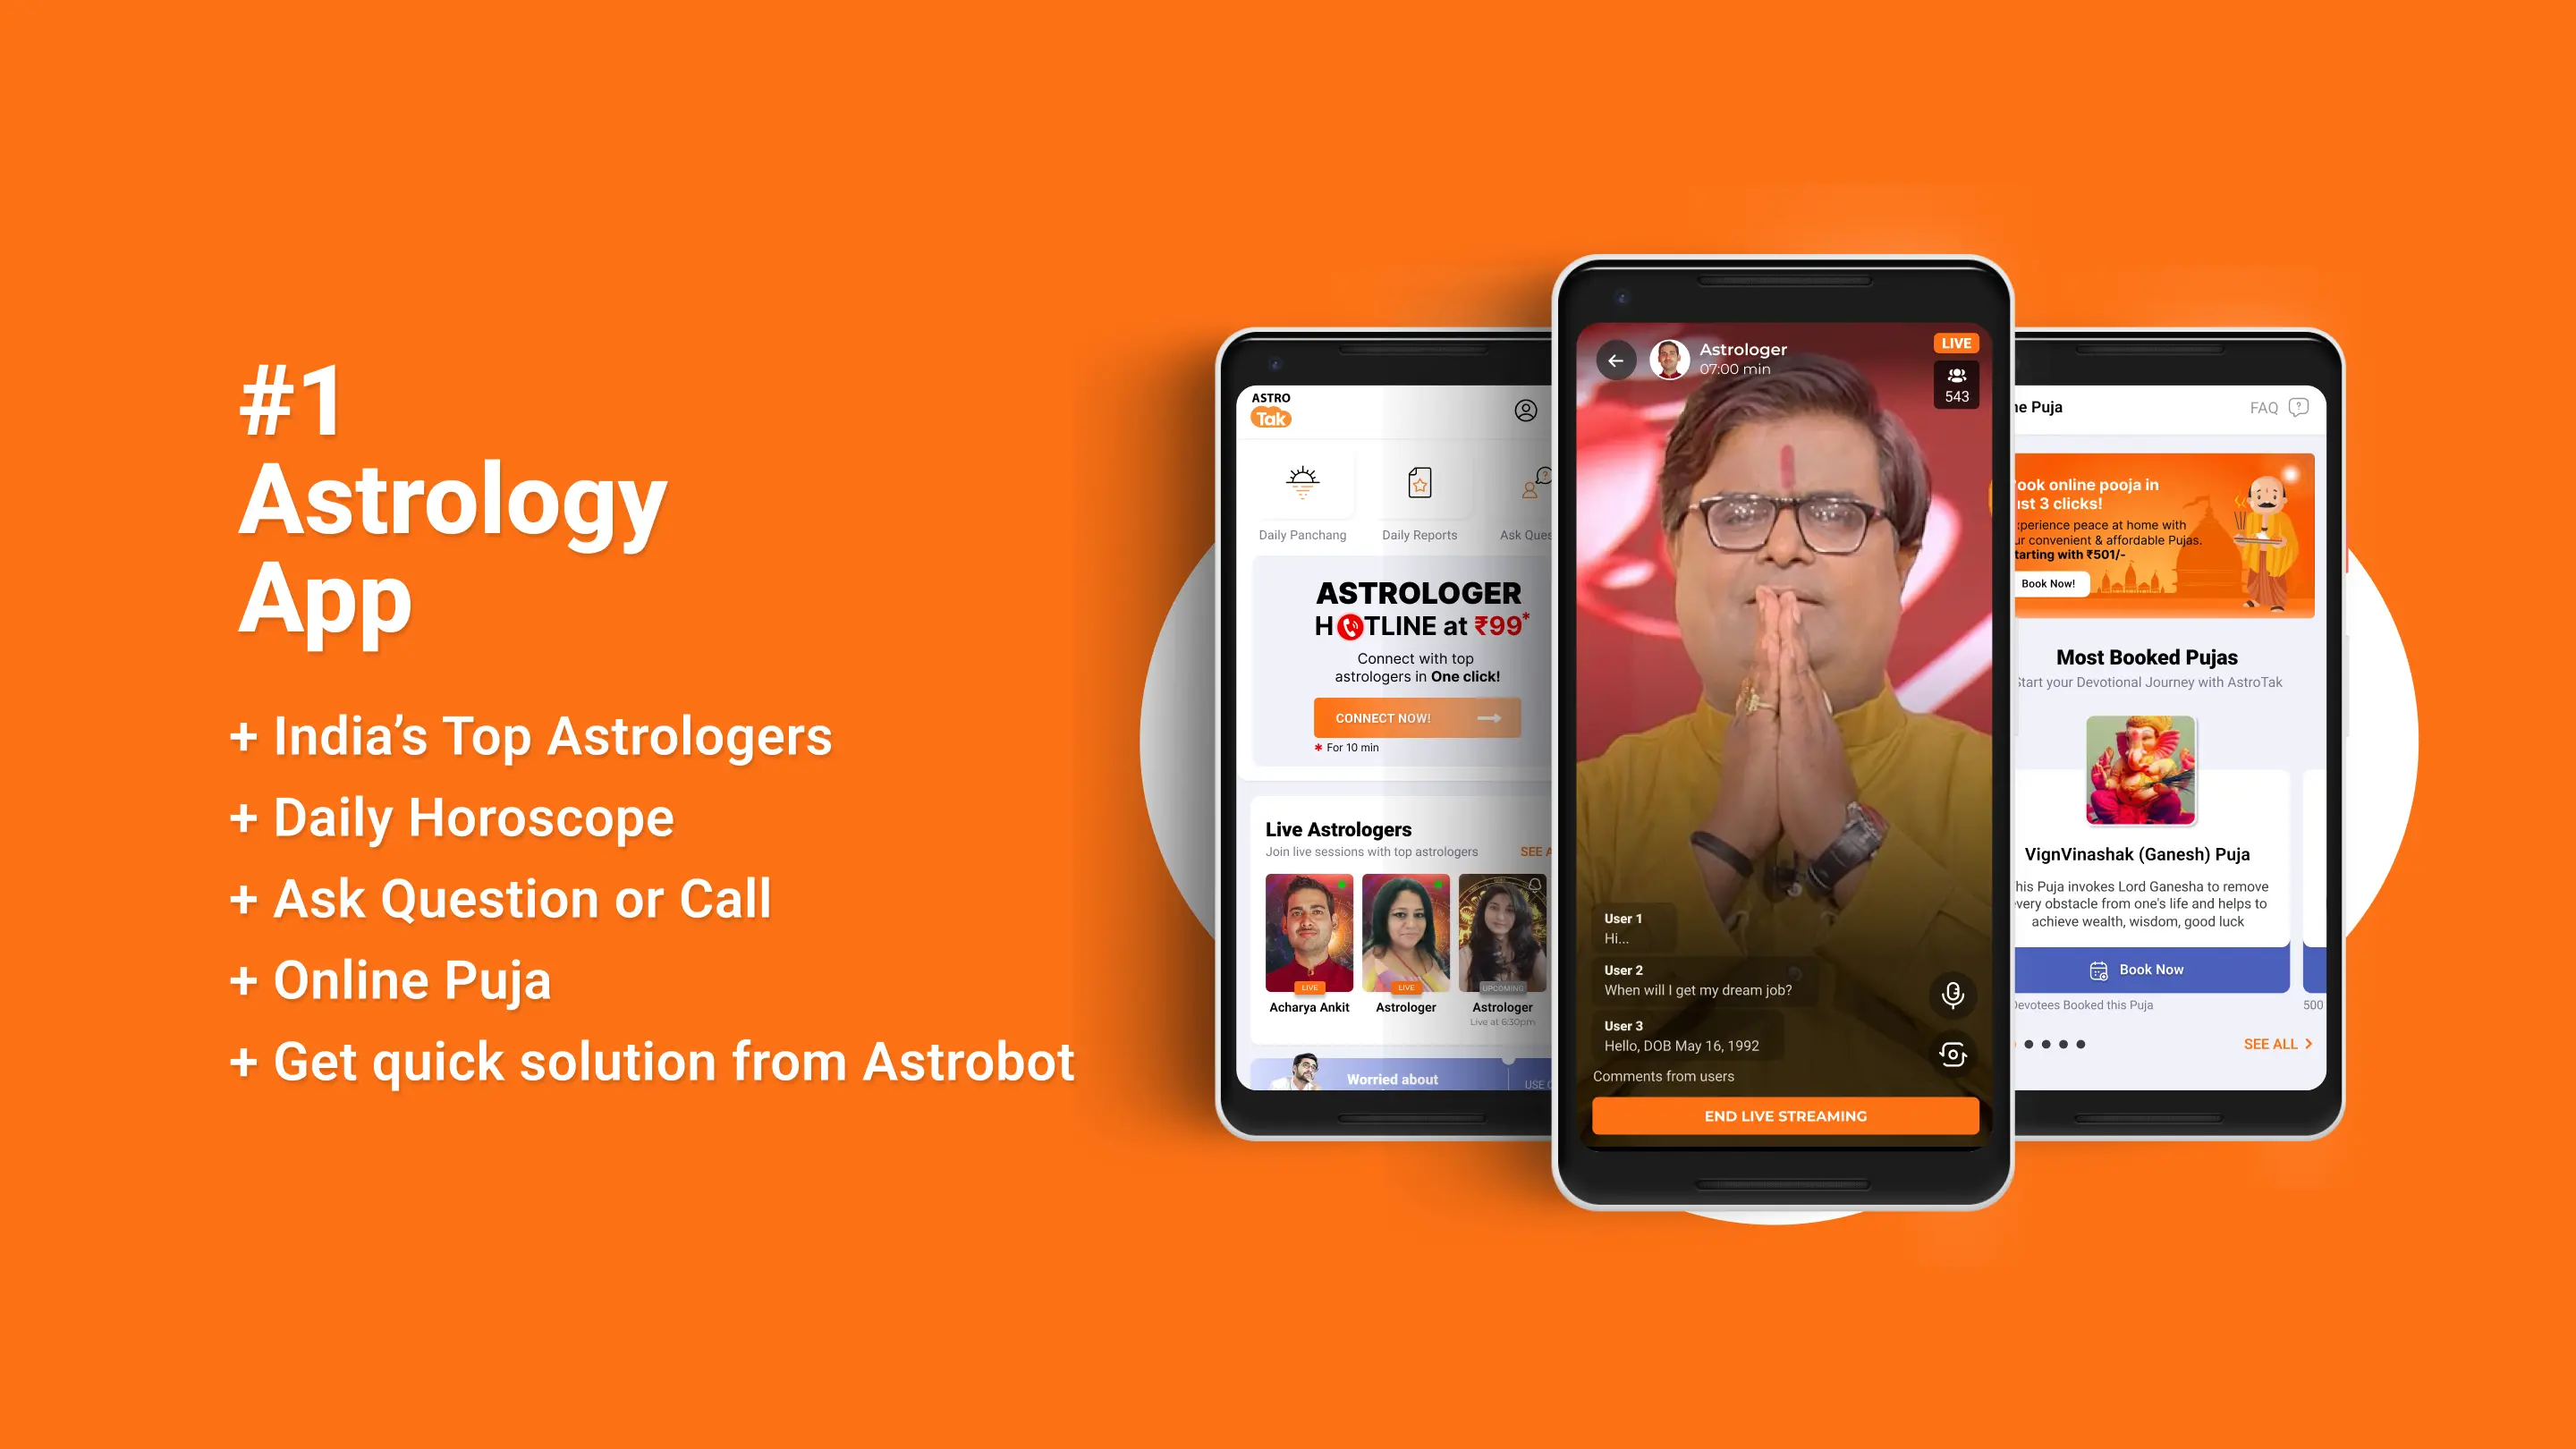 #1
Astrology
App
+ India's Top Astrologers
+ Daily Horoscope
+ Ask Question or Call
+ Online Puja
+ Get quick solution from Astrobot
ASTRO
Tak
Daily Panchang
Daily Reports
Ask Ques
ASTROLOGER
HOTLINE at ₹99*
Connect with top
astrologers in One click!
CONNECT NOW!
* For 10 min
Live Astrologers
Join live sessions with top astrologers
SEE A
LIVE
LIVE
UPCOMING
Acharya Ankit
Astrologer
Astrologer
Live at 6:30pm
Worried about
USE
Astrologer
07:00 min
LIVE
543
User 1
Hi...
User 2
When will I get my dream job?
User 3
Hello, DOB May 16, 1992
Comments from users
END LIVE STREAMING
ne Puja
FAQ
ook online pooja in
ust 3 clicks!
xperience peace at home with
ur convenient & affordable Pujas.
tarting with ₹501/-
Book Now!
Most Booked Pujas
Start your Devotional Journey with AstroTak
VignVinashak (Ganesh) Puja
his Puja invokes Lord Ganesha to remove
very obstacle from one's life and helps to
achieve wealth, wisdom, good luck
Book Now
Devotees Booked this Puja
500
SEE ALL >